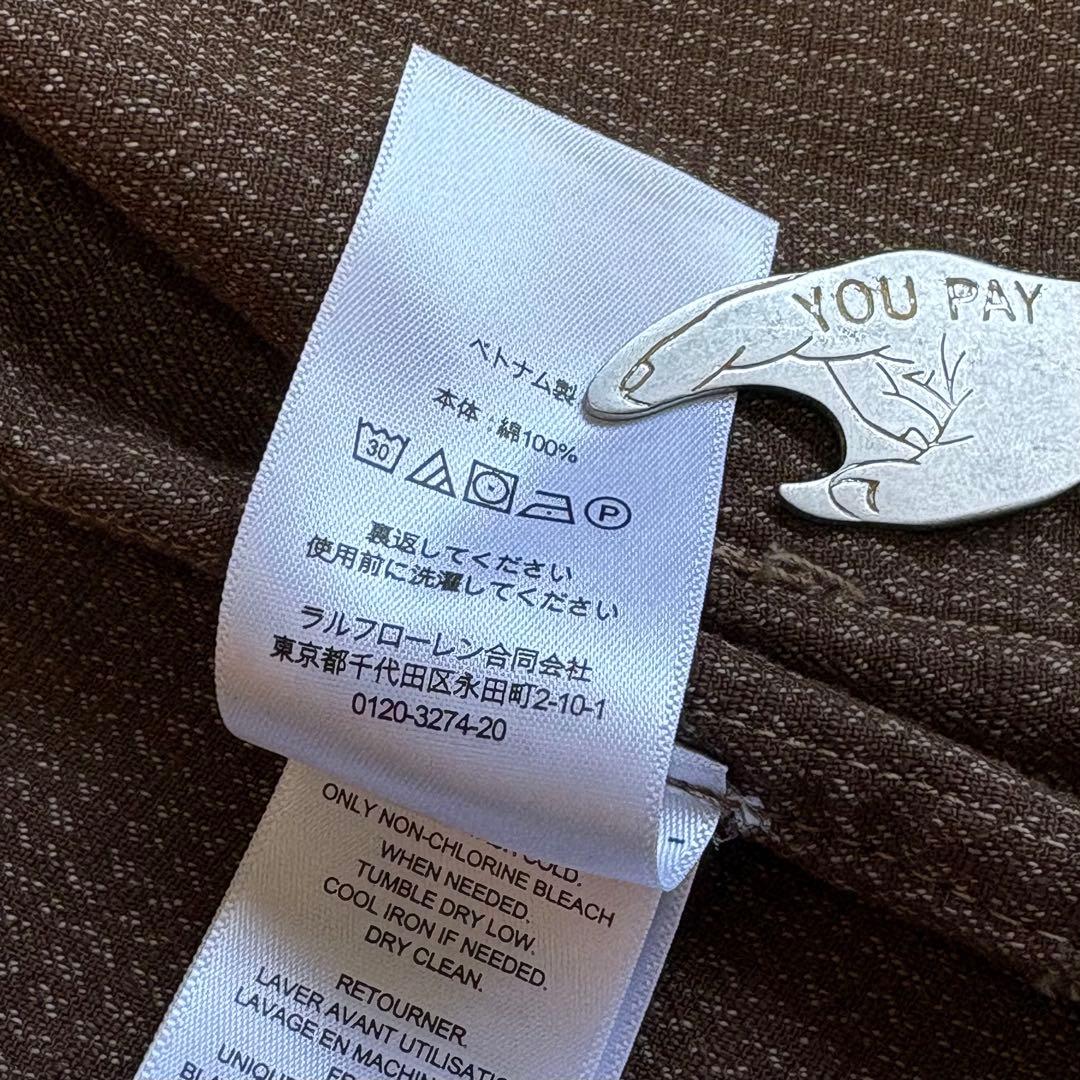 YOU PAY
ベトナム製
本体：綿100%
30
P
裏返してください
使用前に洗濯してください
ラルフローレン合同会社
東京都千代田区永田町2-10-1
0120-3274-20
COLD.
ONLY NON-CHLORINE BLEACH
WHEN NEEDED.
TUMBLE DRY LOW.
COOL IRON IF NEEDED.
DRY CLEAN.
RETOURNER.
LAVER AVANT UTILISATIO
LAVAGE EN MACHIN